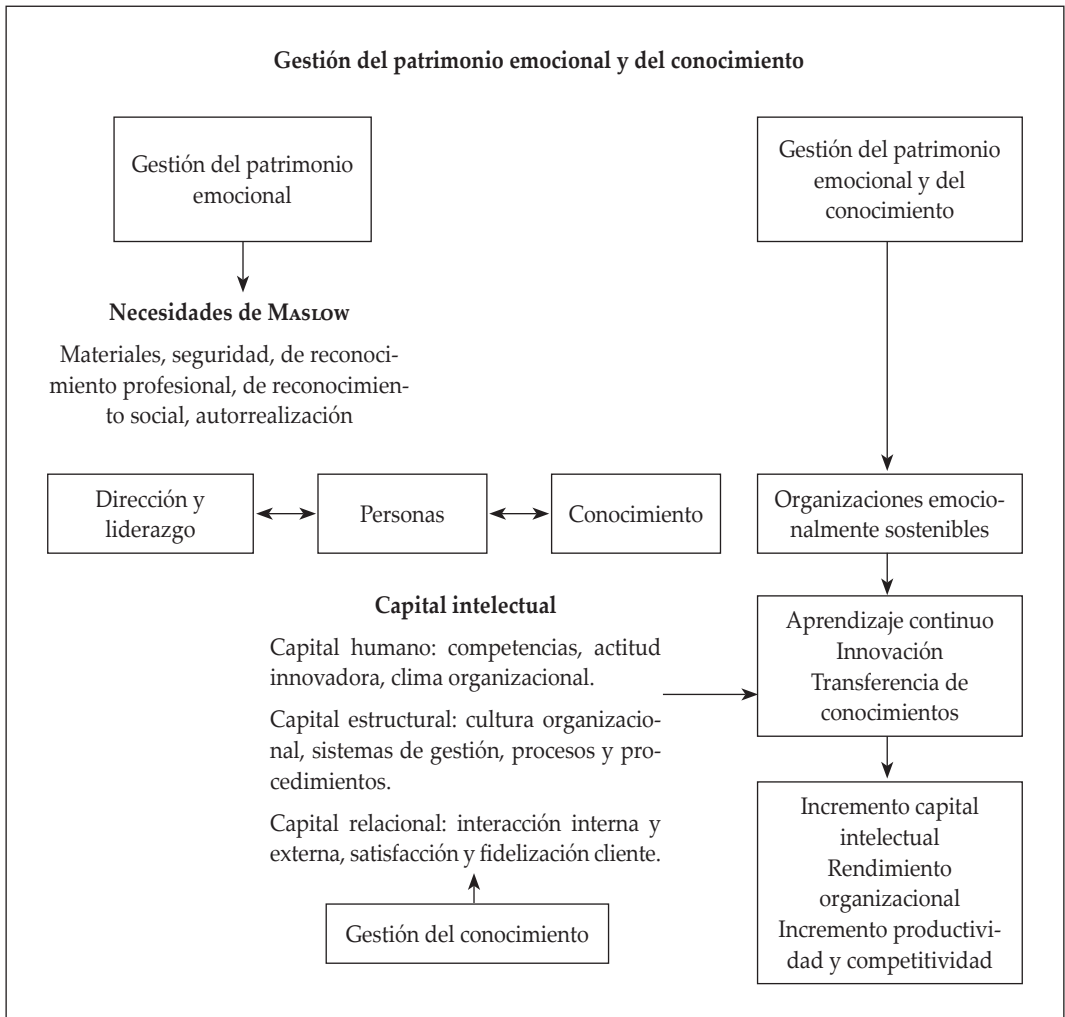 Gestión del patrimonio emocional y del conocimiento
Gestión del patrimonio
emocional
Necesidades de Maslow
Materiales, seguridad, de reconoci-
miento profesional, de reconocimien-
to social, autorrealización
Dirección y
liderazgo
Personas
Conocimiento
Capital intelectual
Capital humano: competencias, actitud
innovadora, clima organizacional.
Capital estructural: cultura organizacio-
nal, sistemas de gestión, procesos y pro-
cedimientos.
Capital relacional: interacción interna y
externa, satisfacción y fidelización cliente.
Gestión del conocimiento
Gestión del patrimonio
emocional y del
conocimiento
Organizaciones emocio-
nalmente sostenibles
Aprendizaje continuo
Innovación
Transferencia de
conocimientos
Incremento capital
intelectual
Rendimiento
organizacional
Incremento productivi-
dad y competitividad